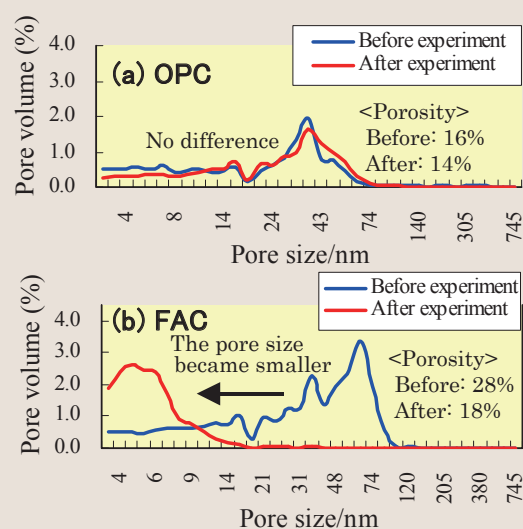 Before experiment
After experiment
(a) OPC
No difference
<Porosity>
Before: 16%
After: 14%
Pore volume (%)
4.0
3.0
2.0
1.0
0.0
4 8 14 24 43 74 140 305 745
Pore size/nm
Before experiment
After experiment
(b) FAC
The pore size
became smaller
<Porosity>
Before: 28%
After: 18%
Pore volume (%)
4.0
3.0
2.0
1.0
0.0
4 6 9 14 21 31 43 74 120 205 380 745
Pore size/nm